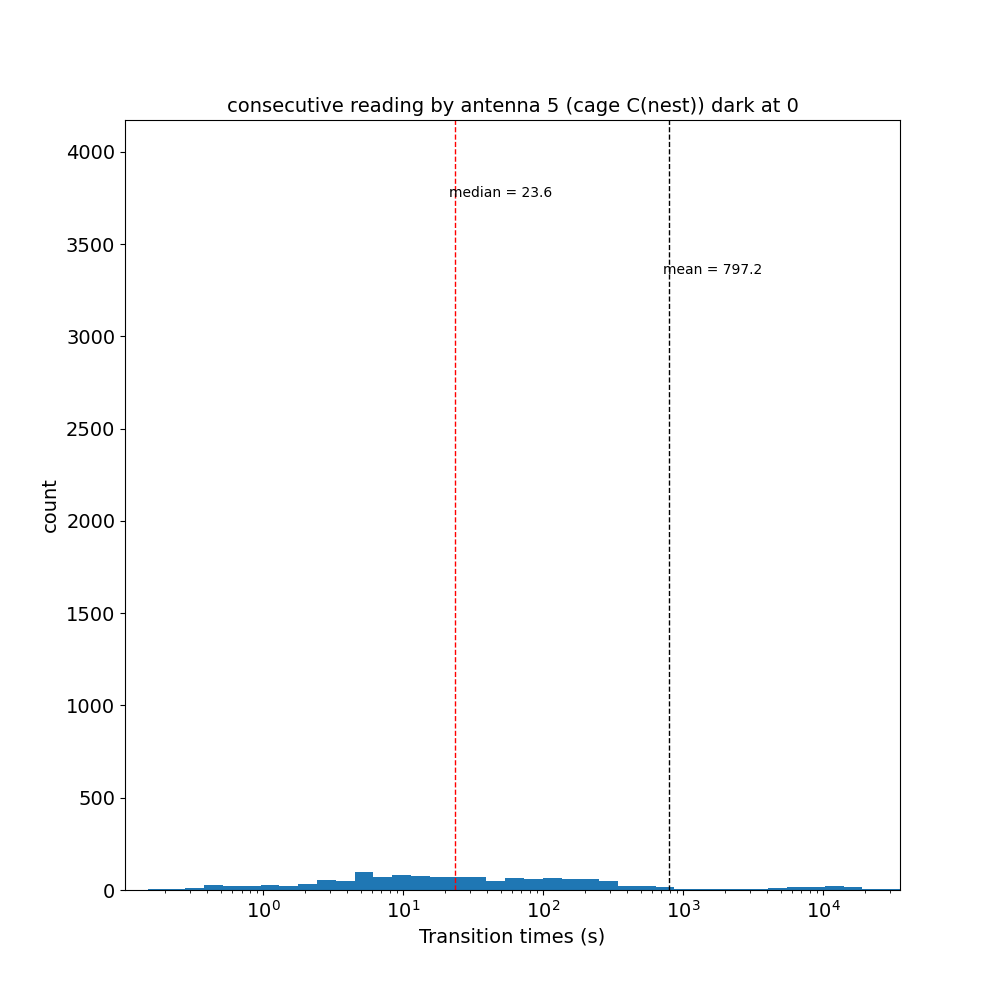 consecutive reading by antenna 5 (cage C(nest)) dark at 0
4000
median = 23.6
3500
mean = 797.2
3000
2500
count
2000
1500
1000
500
0
10⁰ 10¹ 10² 10³ 10⁴
Transition times (s)